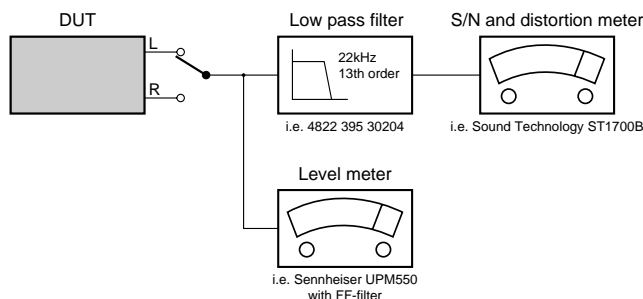 DUT
L
R
Low pass filter
22kHz
13th order
i.e. 4822 395 30204
S/N and distortion meter
i.e. Sound Technology ST1700B
Level meter
i.e. Sennheiser UPM550
with FF-filter